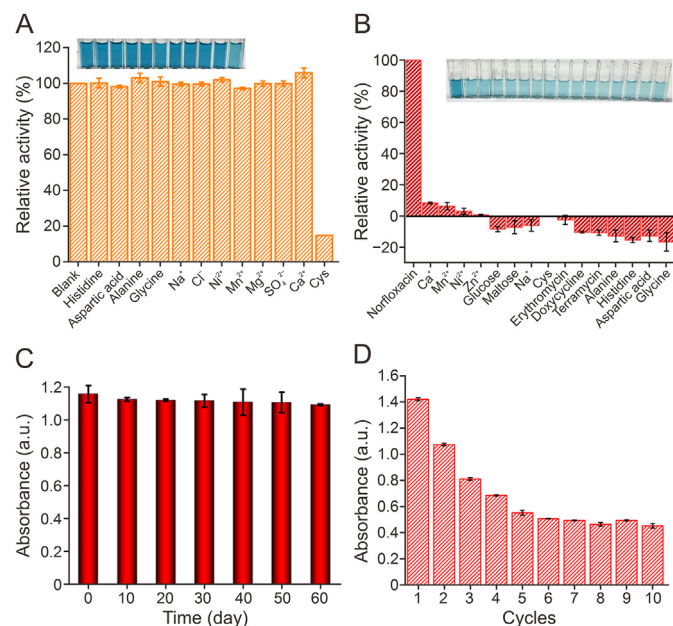 A
120
100
80
60
40
20
0
Relative activity (%)
Blank
Histidine
Aspartic acid
Alanine
Glycine
Na⁺
Cl⁻
Ni²⁺
Mn²⁺
Mg²⁺
SO₄²⁻
Ca²⁺
Cys
B
100
80
60
40
20
0
−20
Relative activity (%)
Norfloxacin
Ca⁺
Mn²⁺
Ni²⁺
Zn²⁺
Glucose
Maltose
Na⁺
Cys
Erythromycin
Doxycycline
Terramycin
Alanine
Histidine
Aspartic acid
Glycine
C
1.2
1.0
0.8
0.6
0.4
0.2
0
Absorbance (a.u.)
0 10 20 30 40 50 60
Time (day)
D
1.6
1.4
1.2
1.0
0.8
0.6
0.4
0.2
0
Absorbance (a.u.)
1 2 3 4 5 6 7 8 9 10
Cycles